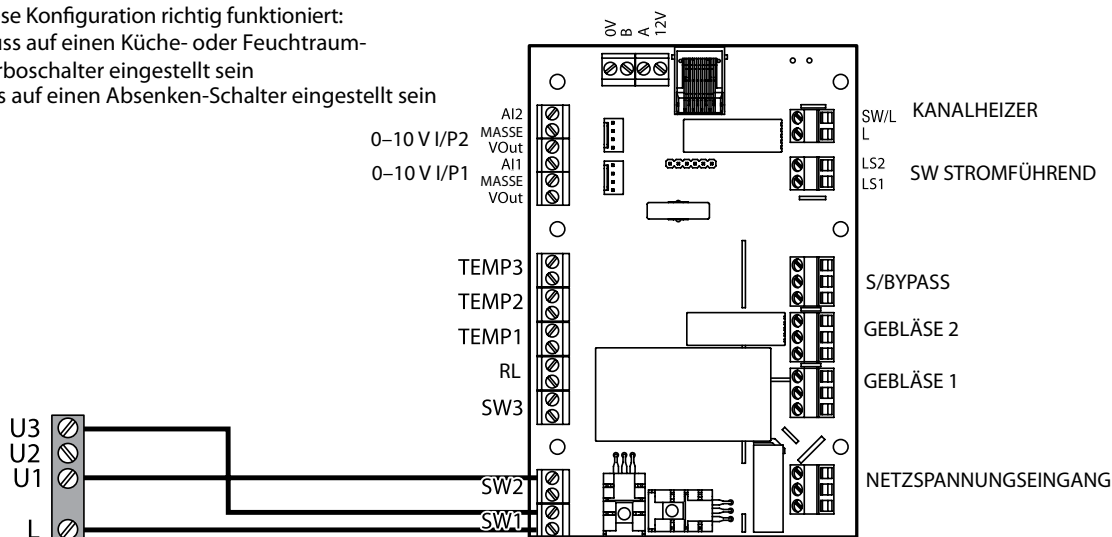 se Konfiguration richtig funktioniert:
uss auf einen Küche- oder Feuchtraum-
rboschalter eingestellt sein
s auf einen Absenken-Schalter eingestellt sein
0V
B
A
12V
AI2
MASSE
VOut
AI1
MASSE
VOut
0–10 V I/P2
0–10 V I/P1
SW/L
L
KANALHEIZER
LS2
LS1
SW STROMFÜHREND
TEMP3
TEMP2
TEMP1
RL
SW3
SW2
SW1
S/BYPASS
GEBLÄSE 2
GEBLÄSE 1
NETZSPANNUNGSEINGANG
U3
U2
U1
L